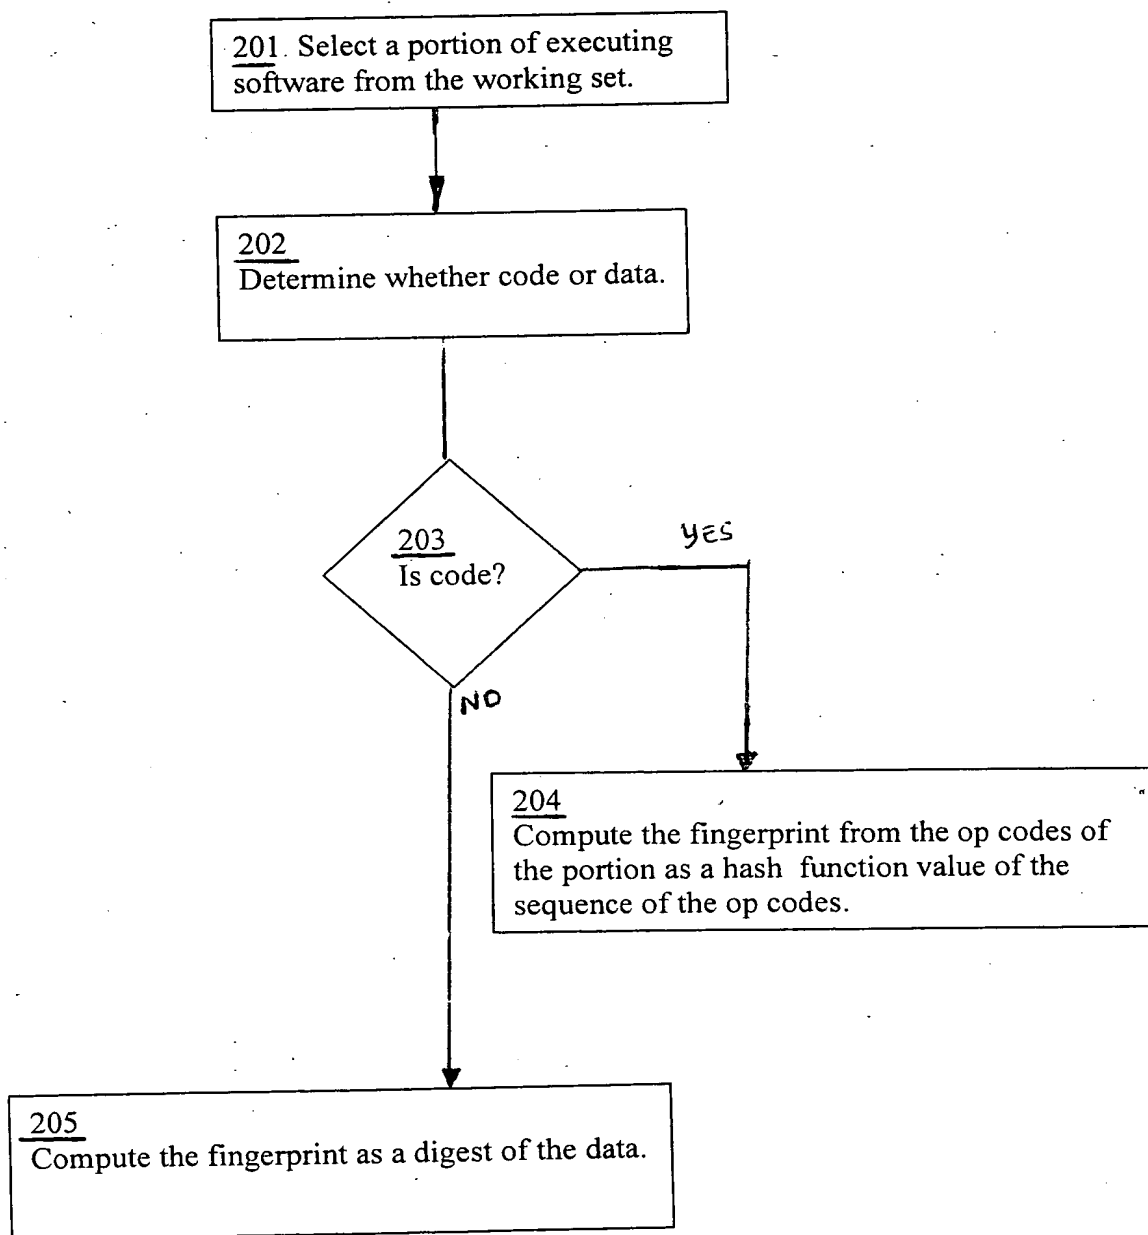 201. Select a portion of executing
software from the working set.
202
Determine whether code or data.
203
Is code?
YES
NO
204
Compute the fingerprint from the op codes of
the portion as a hash function value of the
sequence of the op codes.
205
Compute the fingerprint as a digest of the data.